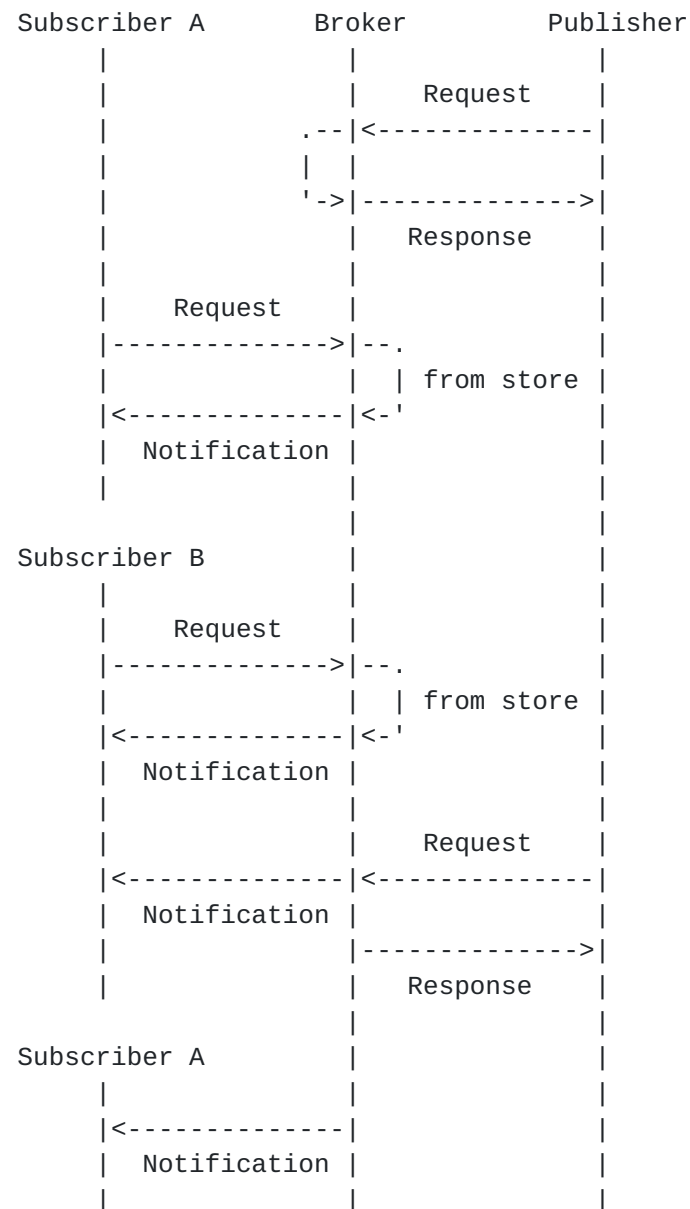 Subscriber A Broker Publisher
Request
Response
Request
from store
Notification
Subscriber B
Request
from store
Notification
Request
Notification
Response
Subscriber A
Notification